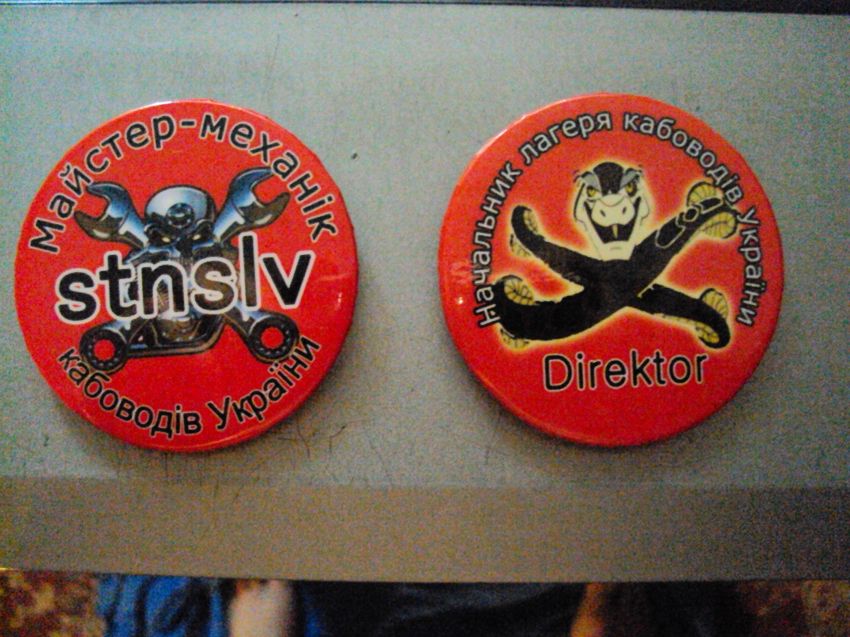 Майстер-механік
stnslv
кабоводів України
Начальник лагеря кабоводів України
Direktor